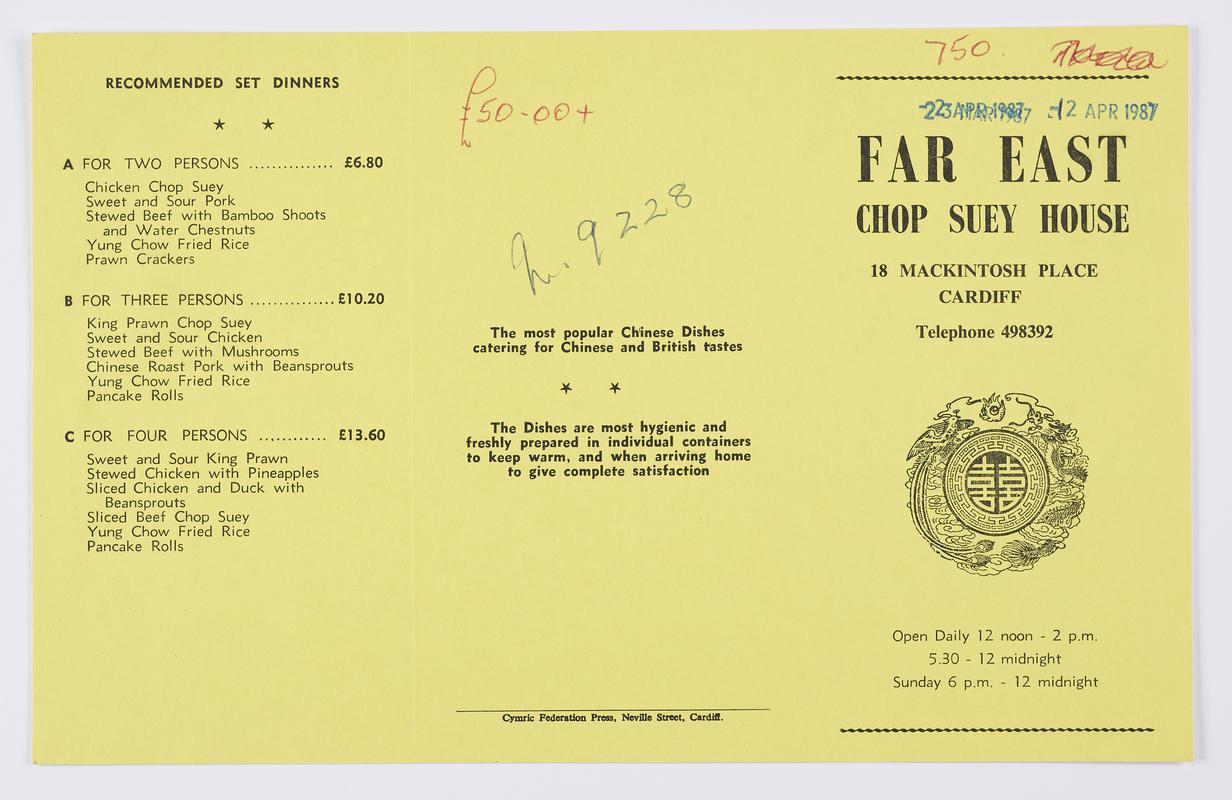 RECOMMENDED SET DINNERS
★ ★
A FOR TWO PERSONS .............. £6.80
Chicken Chop Suey
Sweet and Sour Pork
Stewed Beef with Bamboo Shoots
and Water Chestnuts
Yung Chow Fried Rice
Prawn Crackers
B FOR THREE PERSONS .............. £10.20
King Prawn Chop Suey
Sweet and Sour Chicken
Stewed Beef with Mushrooms
Chinese Roast Pork with Beansprouts
Yung Chow Fried Rice
Pancake Rolls
C FOR FOUR PERSONS ........... £13.60
Sweet and Sour King Prawn
Stewed Chicken with Pineapples
Sliced Chicken and Duck with
Beansprouts
Sliced Beef Chop Suey
Yung Chow Fried Rice
Pancake Rolls
£50-00+
9228
The most popular Chinese Dishes
catering for Chinese and British tastes
★ ★
The Dishes are most hygienic and
freshly prepared in individual containers
to keep warm, and when arriving home
to give complete satisfaction
Cymric Federation Press, Neville Street, Cardiff.
750.
APR 1987 -2 APR 1987
FAR EAST
CHOP SUEY HOUSE
18 MACKINTOSH PLACE
CARDIFF
Telephone 498392
囍
Open Daily 12 noon - 2 p.m.
5.30 - 12 midnight
Sunday 6 p.m. - 12 midnight